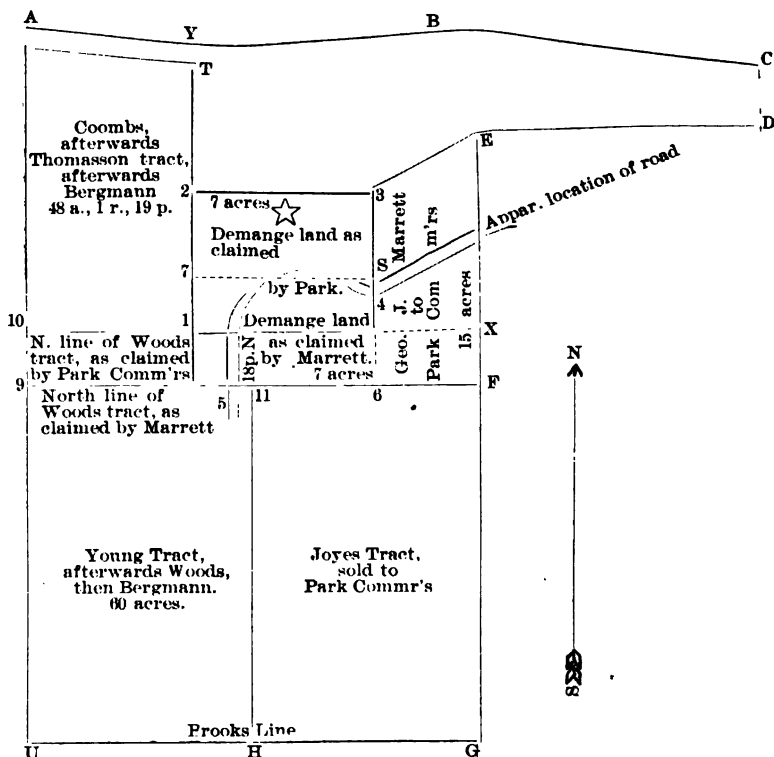 A
Y
B
C
T
D
E
Coombs,
afterwards
Thomasson tract,
afterwards
Bergmann
48 a., 1 r., 19 p.
2
3
7 acres
Demange land as
claimed
by Park.
Marrett
m'rs
Appar. location of road
7
S
4
Geo. J.
Park
to
Com
15 acres
10
1
X
Demange land
as claimed
by Marrett.
7 acres
18p.N
N. line of Woods
tract, as claimed
by Park Comm'rs
9
F
North line of
Woods tract, as
claimed by Marrett
5
11
6
N
S
Young Tract,
afterwards Woods,
then Bergmann.
60 acres.
Joyes Tract,
sold to
Park Commr's
Prooks Line
U
H
G